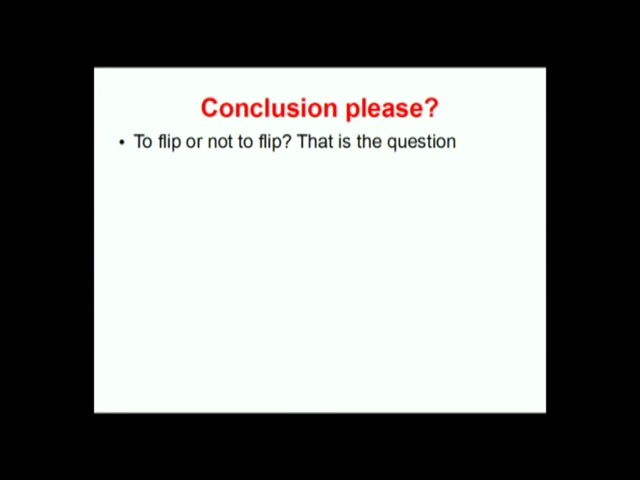 Conclusion please?
• To flip or not to flip? That is the question